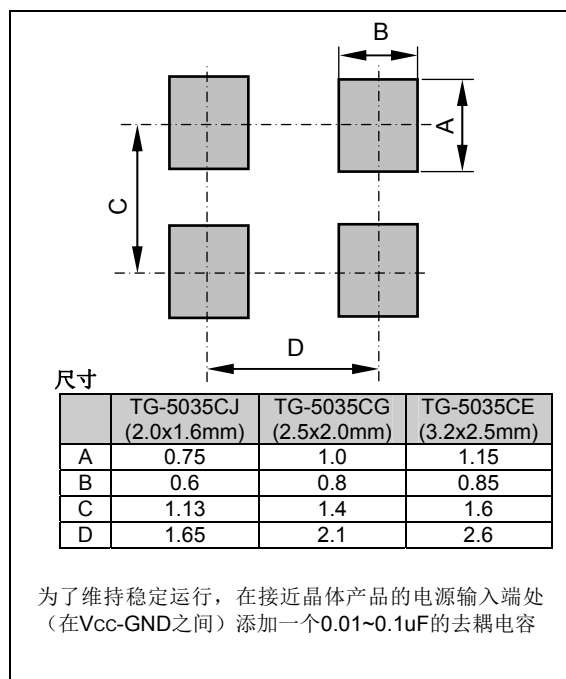 B
A
C
D
尺寸
TG-5035CJ TG-5035CG TG-5035CE
(2.0x1.6mm) (2.5x2.0mm) (3.2x2.5mm)
A 0.75 1.0 1.15
B 0.6 0.8 0.85
C 1.13 1.4 1.6
D 1.65 2.1 2.6
为了维持稳定运行，在接近晶体产品的电源输入端处
（在Vcc-GND之间）添加一个0.01~0.1uF的去耦电容